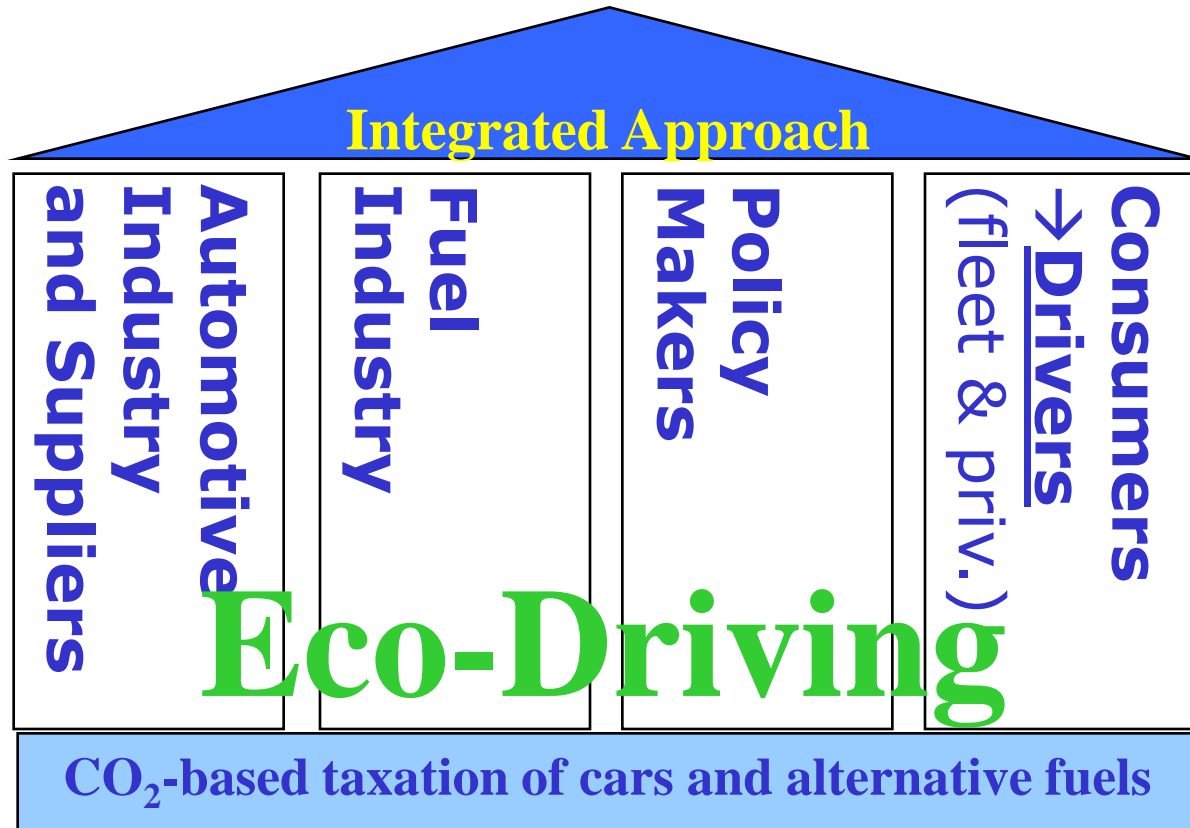 Integrated Approach
Automotive
Industry
and Suppliers
Fuel
Industry
Policy
Makers
Consumers
→Drivers
(fleet & priv.)
Eco-Driving
CO₂-based taxation of cars and alternative fuels